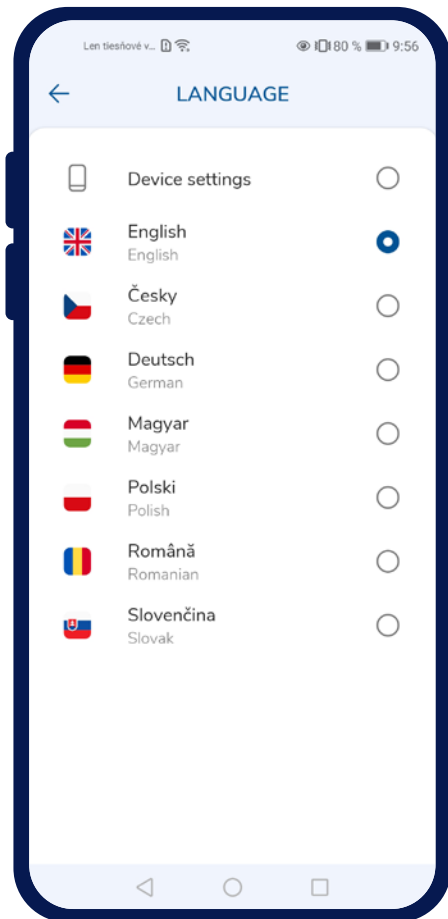 Len tiesňové v... 80 % 9:56
LANGUAGE
Device settings
English
English
Česky
Czech
Deutsch
German
Magyar
Magyar
Polski
Polish
Română
Romanian
Slovenčina
Slovak